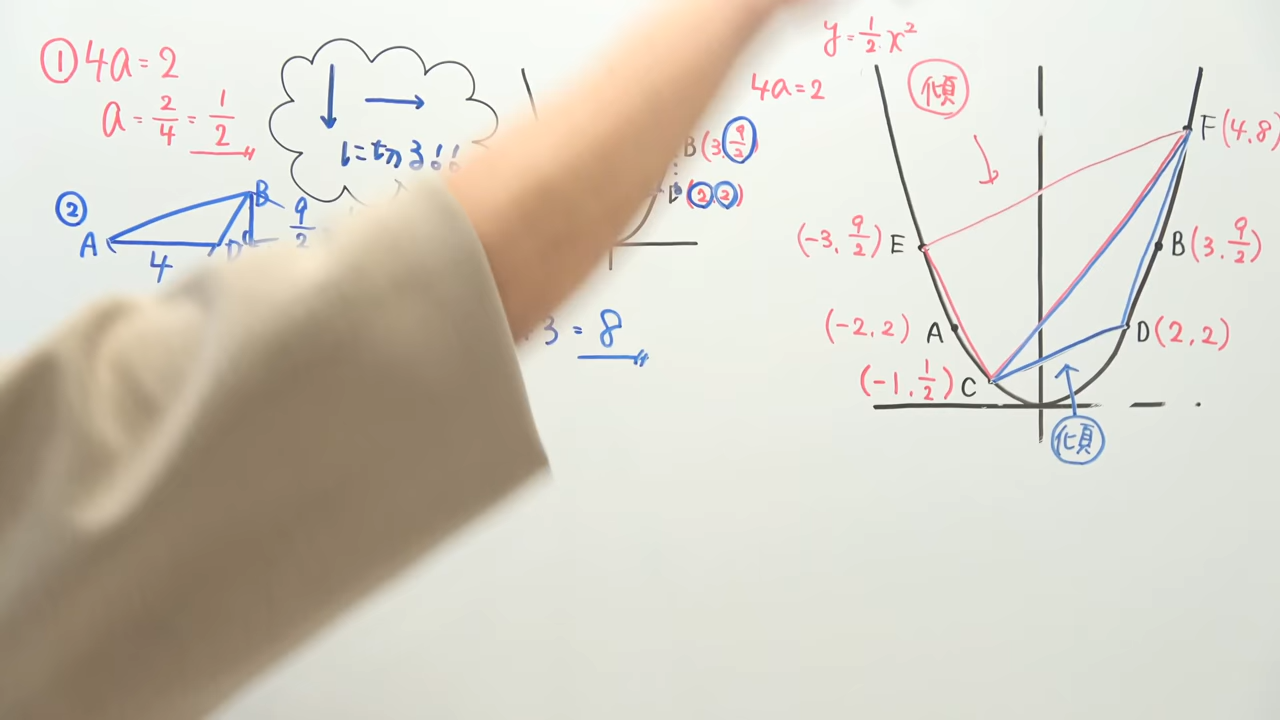 ① 4a = 2
a = 2/4 = 1/2
にする!!
② A B D
4
9/2
3 = 8
4a = 2
B (3, 9/2)
(2, 2)
y = 1/2 x²
傾
F (4, 8)
(-3, 9/2) E
B (3, 9/2)
(-2, 2) A
D (2, 2)
(-1, 1/2) C
傾